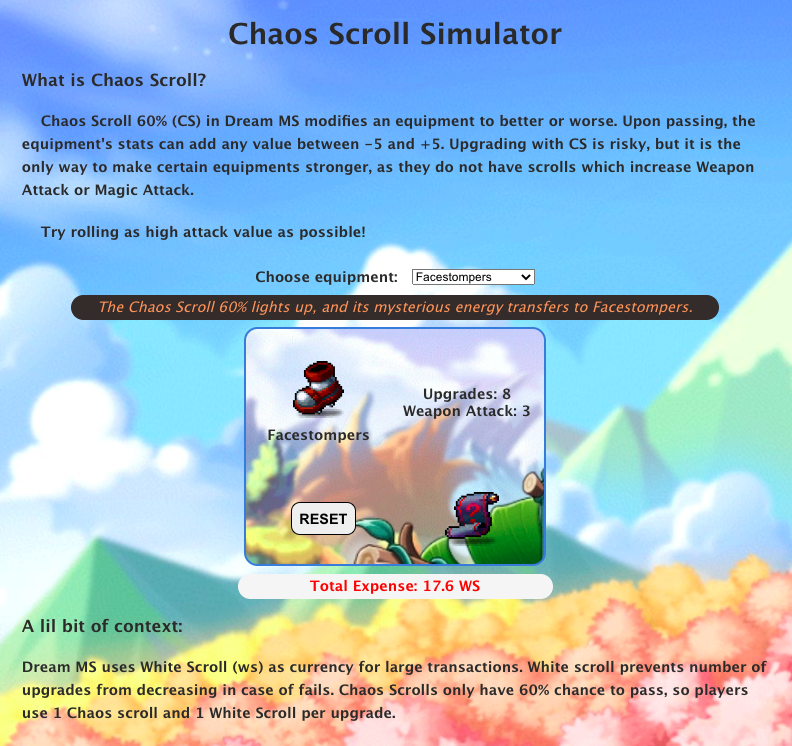 Chaos Scroll Simulator
What is Chaos Scroll?
Chaos Scroll 60% (CS) in Dream MS modifies an equipment to better or worse. Upon passing, the
equipment's stats can add any value between -5 and +5. Upgrading with CS is risky, but it is the
only way to make certain equipments stronger, as they do not have scrolls which increase Weapon
Attack or Magic Attack.
Try rolling as high attack value as possible!
Choose equipment: Facestompers
The Chaos Scroll 60% lights up, and its mysterious energy transfers to Facestompers.
Upgrades: 8
Weapon Attack: 3
Facestompers
RESET
?
Total Expense: 17.6 WS
A lil bit of context:
Dream MS uses White Scroll (ws) as currency for large transactions. White scroll prevents number of
upgrades from decreasing in case of fails. Chaos Scrolls only have 60% chance to pass, so players
use 1 Chaos scroll and 1 White Scroll per upgrade.